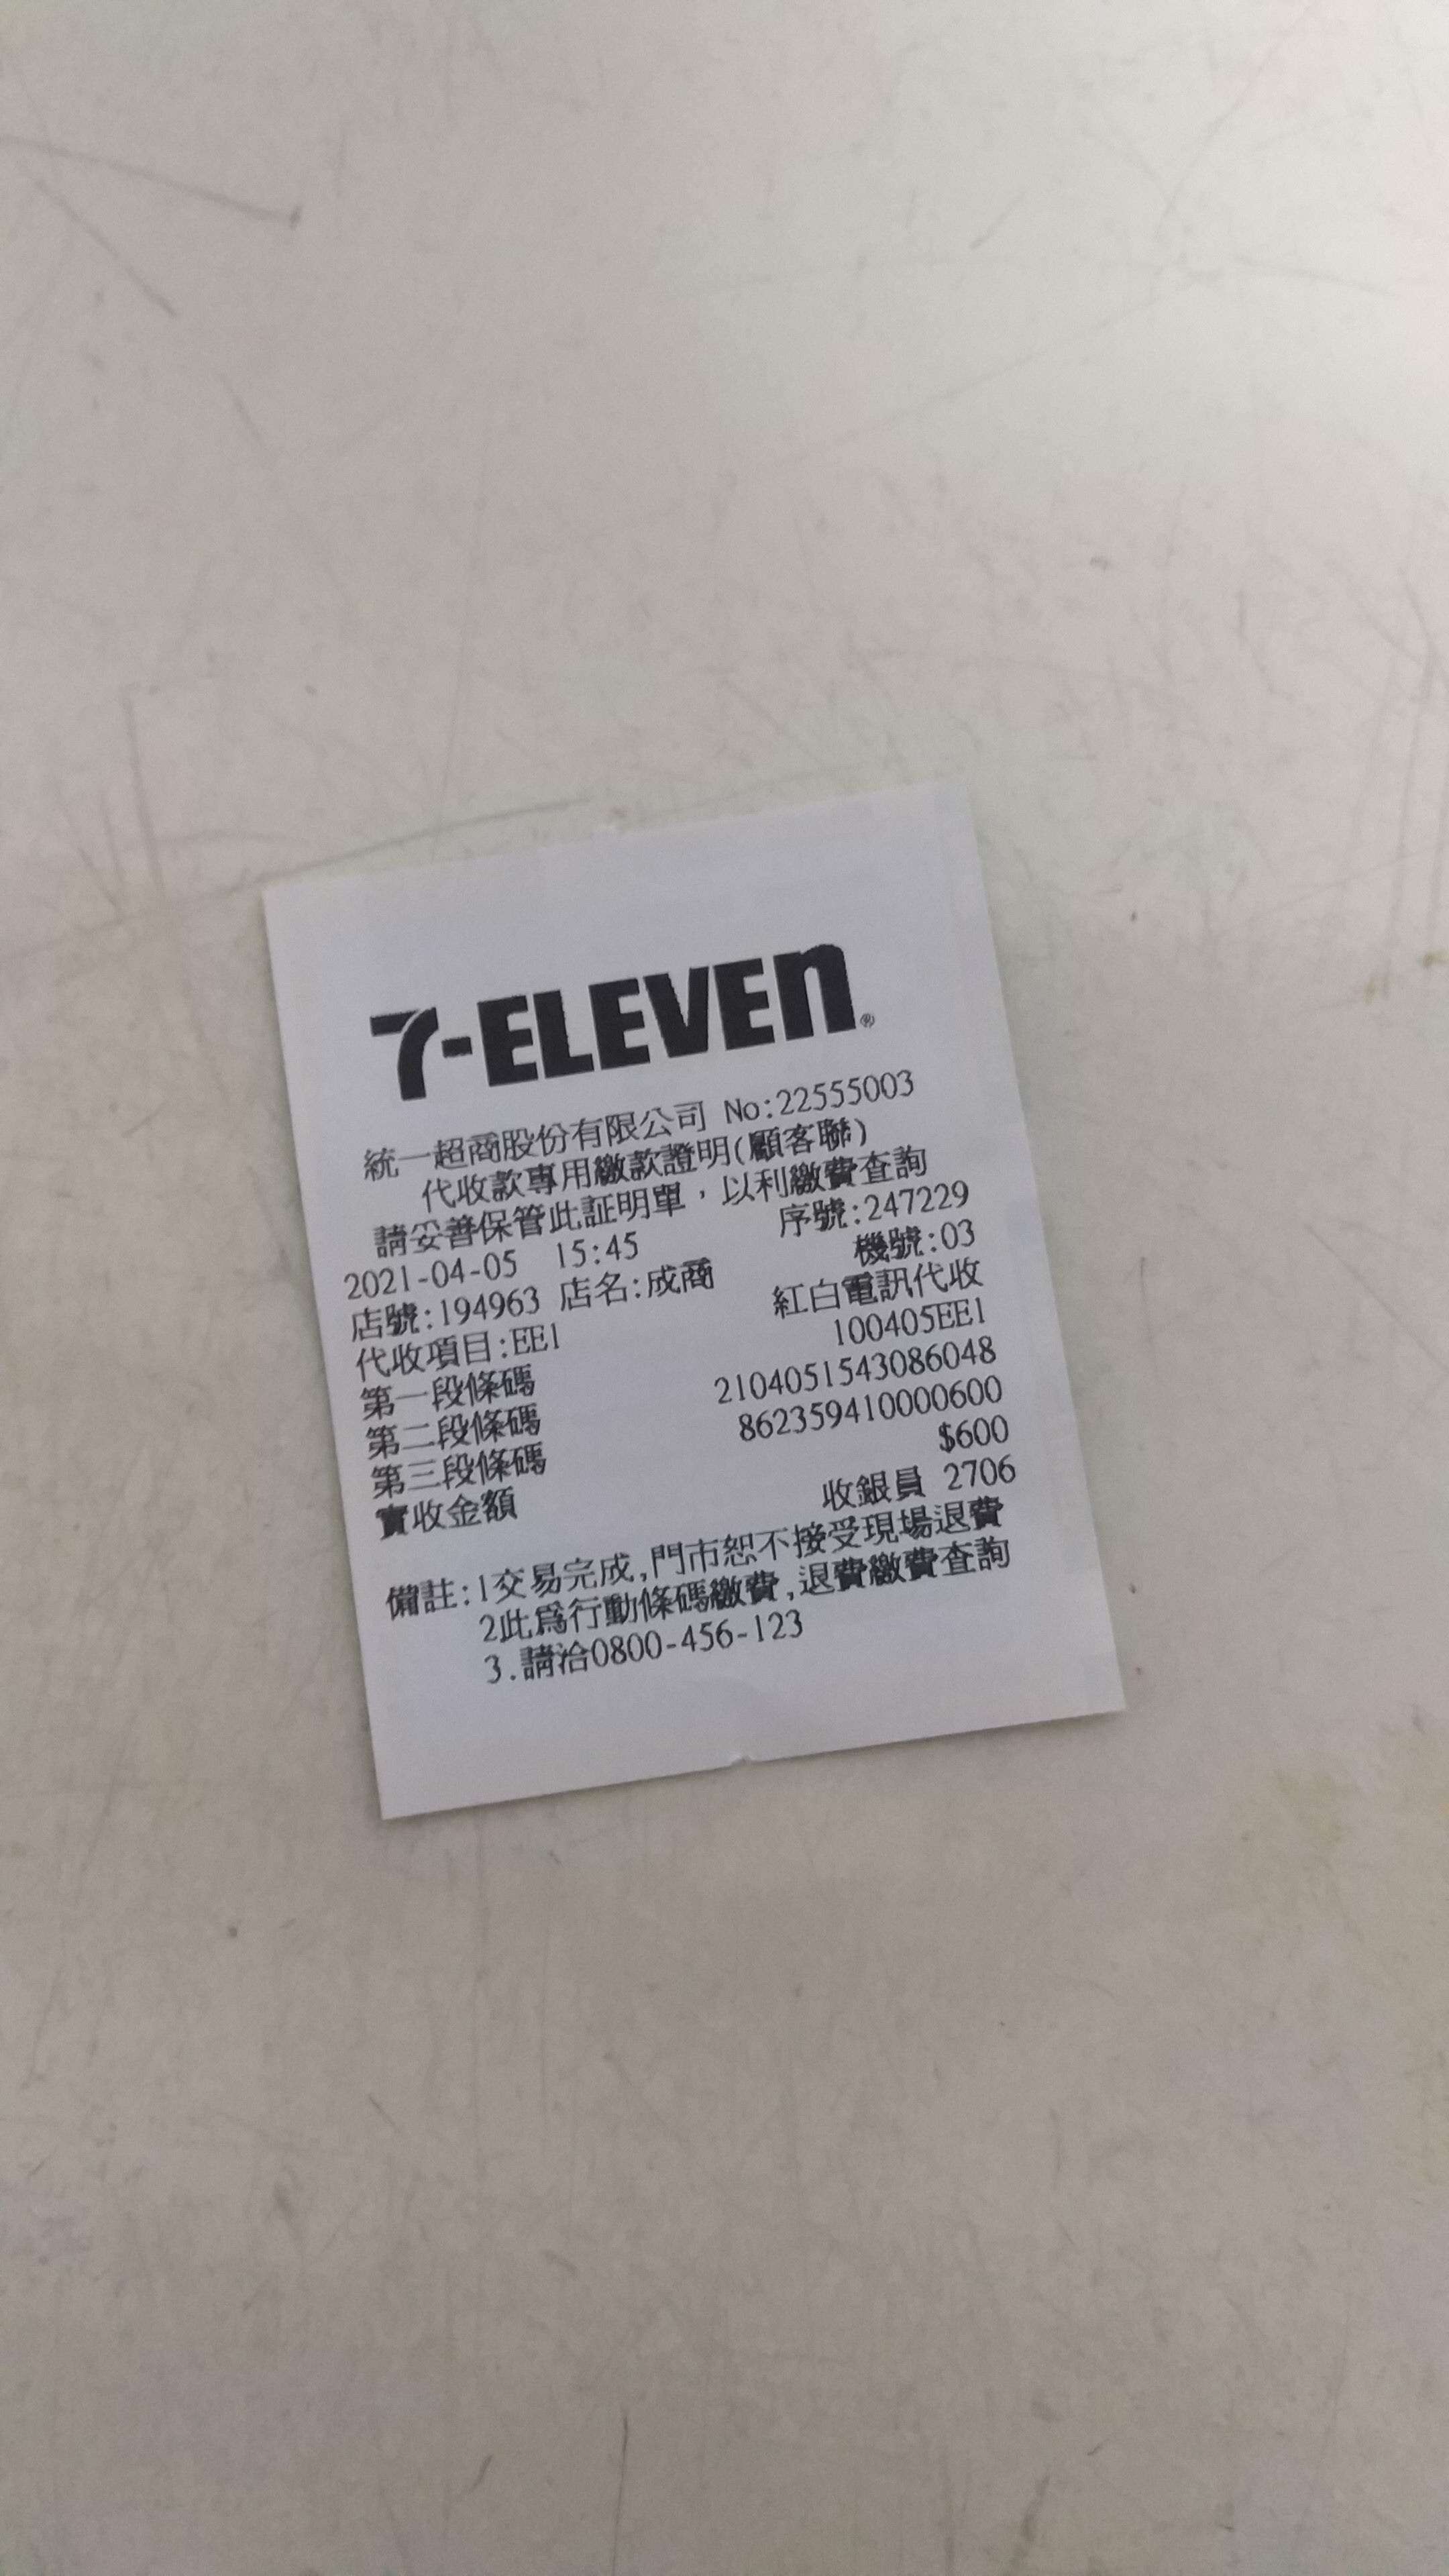 7-ELEVEn®
統一超商股份有限公司 No:22555003
代收款專用繳款證明(顧客聯)
請妥善保管此証明單，以利繳費查詢
2021-04-05 15:45 序號:247229
店號:194963 店名:成商 機號:03
代收項目:EE1 紅白電訊代收
第一段條碼 100405EE1
第二段條碼 2104051543086048
第三段條碼 862359410000600
實收金額 $600
收銀員 2706
備註:1交易完成,門市恕不接受現場退費
2此為行動條碼繳費,退費繳費查詢
3.請洽0800-456-123